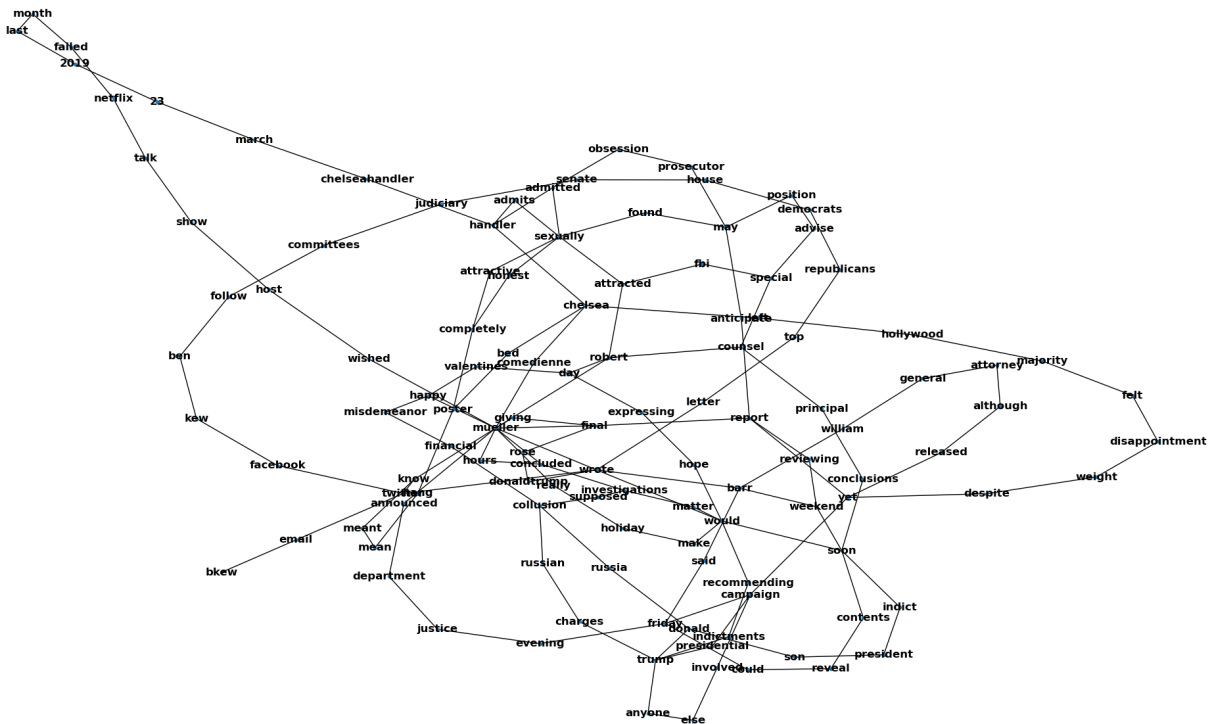 month
last
failed
2019
netflix
23
march
talk
chelseahandler
show
judiciary
committees
follow
host
ben
wished
kew
facebook
obsession
prosecutor
senate
house
admitted
admits
position
democrats
handler
found
may
advise
sexually
attractive
honest
fbi
special
republicans
attracted
chelsea
anticipate
left
hollywood
completely
top
counsel
bed
comedienne
robert
valentines
day
majority
attorney
general
happy
felt
misdemeanor
poster
letter
although
principal
giving
expressing
report
mueller
final
william
disappointment
financial
rose
released
hours
concluded
wrote
hope
reviewing
know
donaldtrump
really
conclusions
weight
twitter
investigations
barr
despite
announced
supposed
yet
collusion
matter
weekend
meant
holiday
would
email
mean
make
soon
bkew
department
russian
russia
said
recommending
campaign
indict
justice
charges
friday
donald
contents
evening
indictments
presidential
trump
son
president
involved
could
reveal
anyone
else